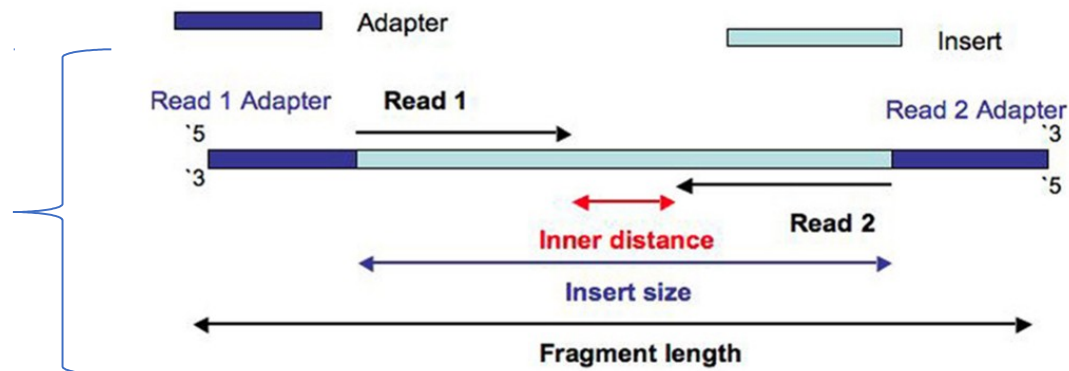 Adapter
Insert
Read 1 Adapter
Read 1
Read 2 Adapter
`5
`3
`3
`5
Read 2
Inner distance
Insert size
Fragment length